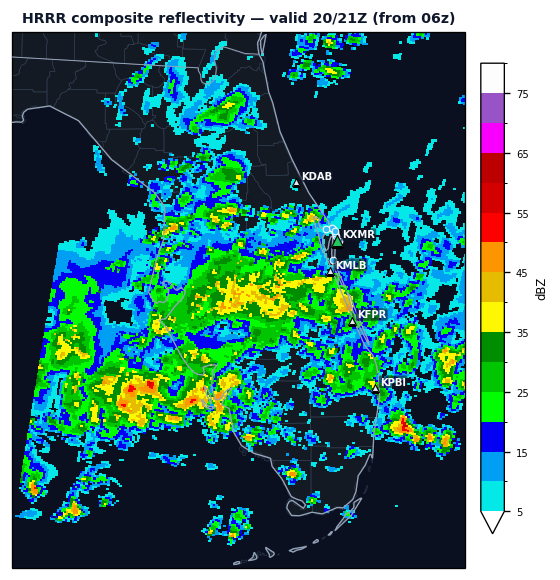 HRRR composite reflectivity — valid 20/21Z (from 06z)
KDAB
KXMR
KMLB
KFPR
KPBI
75
65
55
45
35
25
15
5
dBZ